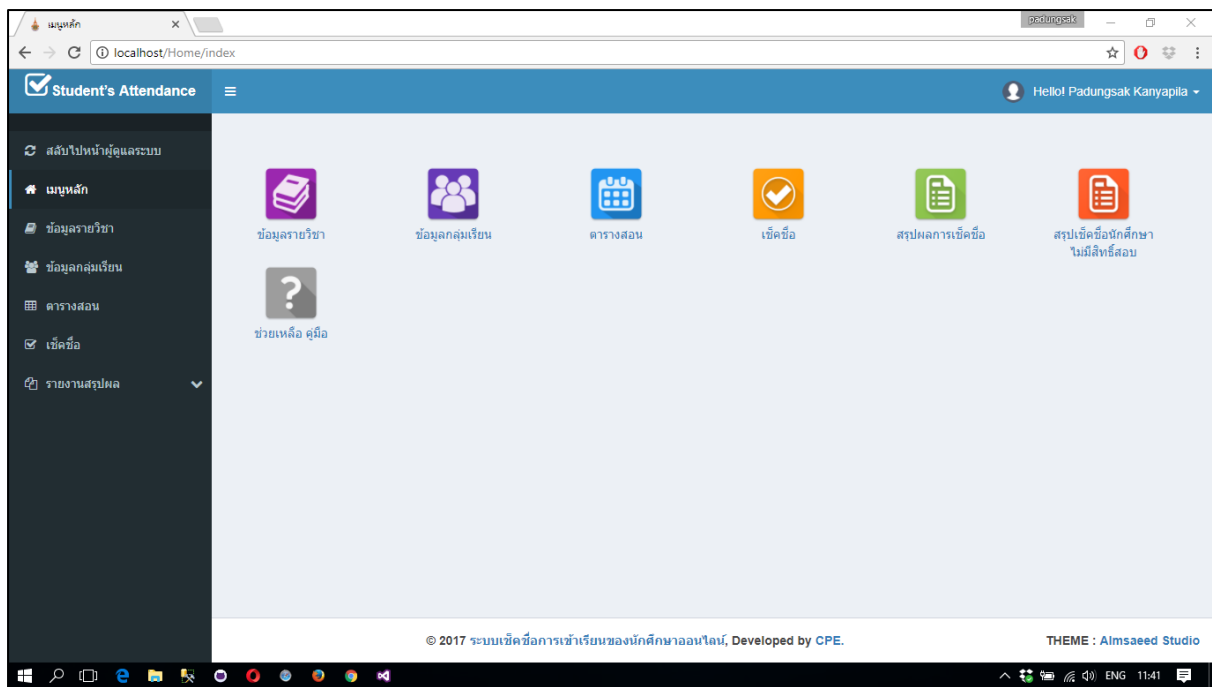 เมนูหลัก
padungsak
localhost/Home/index
Student's Attendance
Hello! Padungsak Kanyapila
สลับไปหน้าผู้ดูแลระบบ
เมนูหลัก
ข้อมูลรายวิชา
ข้อมูลกลุ่มเรียน
ตารางสอน
เช็คชื่อ
รายงานสรุปผล
ข้อมูลรายวิชา
ข้อมูลกลุ่มเรียน
ตารางสอน
เช็คชื่อ
สรุปผลการเช็คชื่อ
สรุปเช็คชื่อนักศึกษา
ไม่มีสิทธิ์สอบ
ช่วยเหลือ คู่มือ
© 2017 ระบบเช็คชื่อการเข้าเรียนของนักศึกษาออนไลน์, Developed by CPE.
THEME : Almsaeed Studio
ENG 11:41